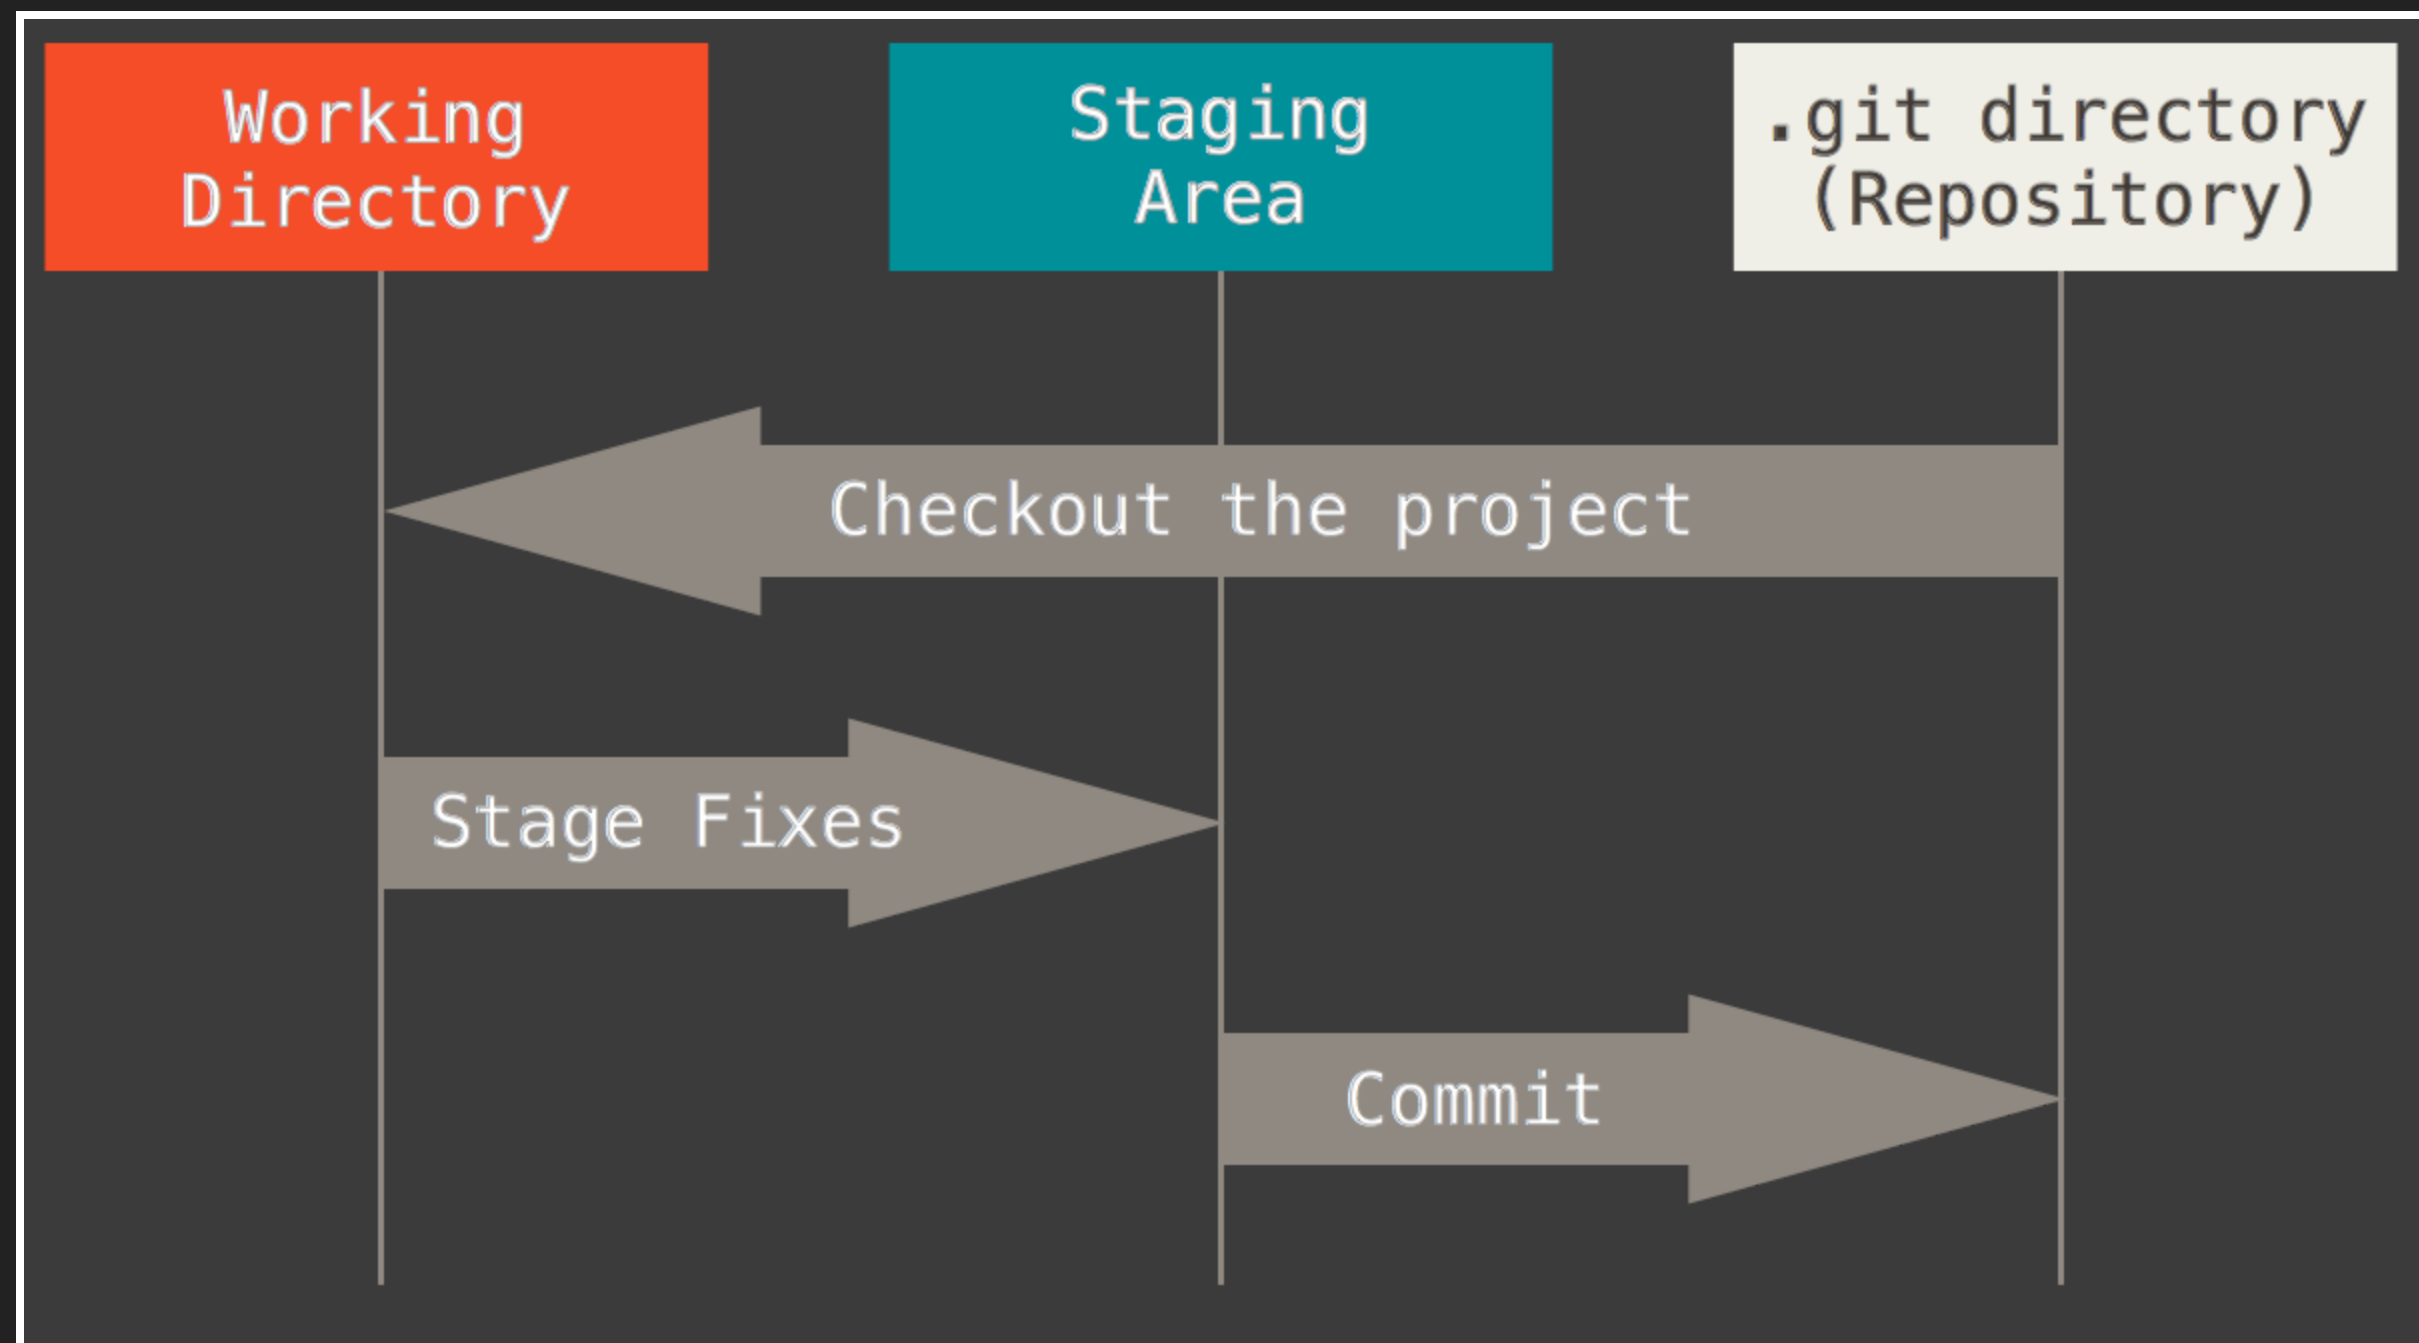 Working
Directory
Staging
Area
.git directory
(Repository)
Checkout the project
Stage Fixes
Commit